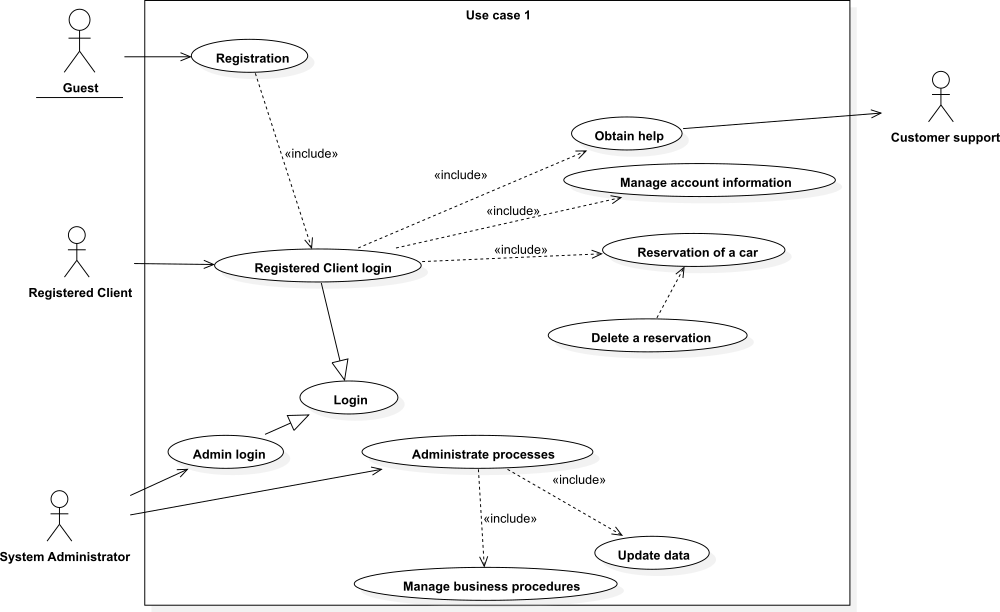 Use case 1
Guest
Registration
«include»
Customer support
Obtain help
«include»
Manage account information
«include»
Registered Client
Registered Client login
«include»
Reservation of a car
Delete a reservation
Login
Admin login
Administrate processes
«include»
«include»
System Administrator
Update data
Manage business procedures